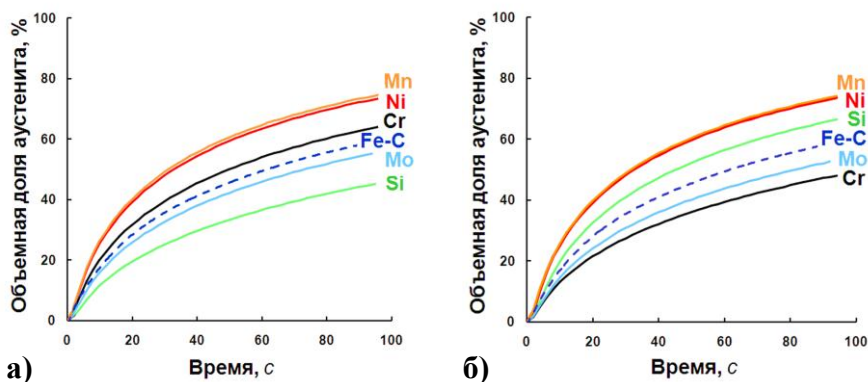 100
80
60
40
20
0
Объемная доля аустенита, %
Mn
Ni
Cr
Fe-C
Mo
Si
0 20 40 60 80 100
Время, с
а)
100
80
60
40
20
0
Объемная доля аустенита, %
Mn
Ni
Si
Fe-C
Mo
Cr
0 20 40 60 80 100
Время, с
б)